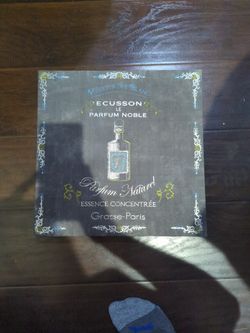 ECUSSON
LE
PARFUM NOBLE
Parfum Naturel
ESSENCE CONCENTRÉE
Grasse-Paris